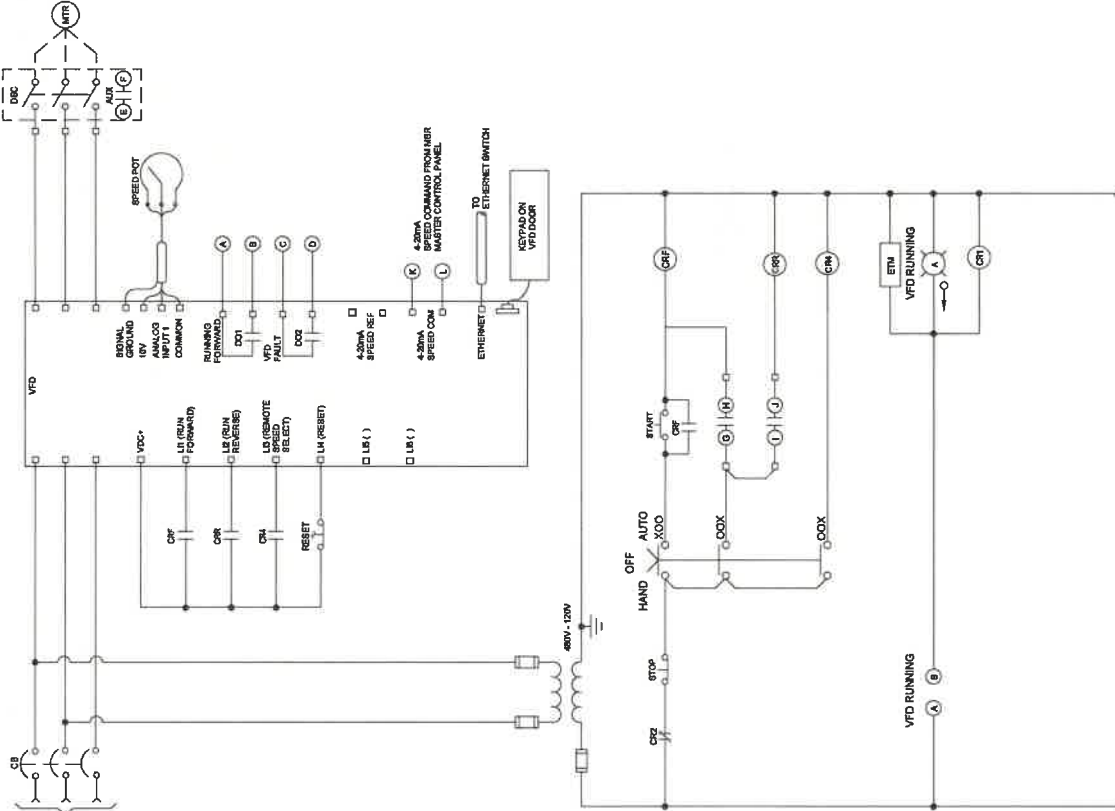 MTR
DSC
AUX
E
F
SPEED POT
VFD
SIGNAL
GROUND
10V
ANALOG
INPUT 1
COMMON
RUNNING
FORWARD
DO1
VFD
FAULT
DO2
A
B
C
D
4-20mA
SPEED REF
4-20mA
SPEED COM
K
L
4-20mA
SPEED COMMAND FROM MBR
MASTER CONTROL PANEL
ETHERNET
TO
ETHERNET SWITCH
KEYPAD ON
VFD DOOR
VDC+
LI1 (RUN
FORWARD)
LI2 (RUN
REVERSE)
LI3 (REMOTE
SPEED
SELECT)
LI4 (RESET)
LI5 ( )
LI6 ( )
CRF
CRR
CR4
RESET
CB
480V - 120V
CR2
STOP
HAND
OFF
AUTO
XOO
OOX
OOX
START
CRF
CRF
G
H
I
J
CRR
CR4
ETM
VFD RUNNING
A
CR1
VFD RUNNING
A
B